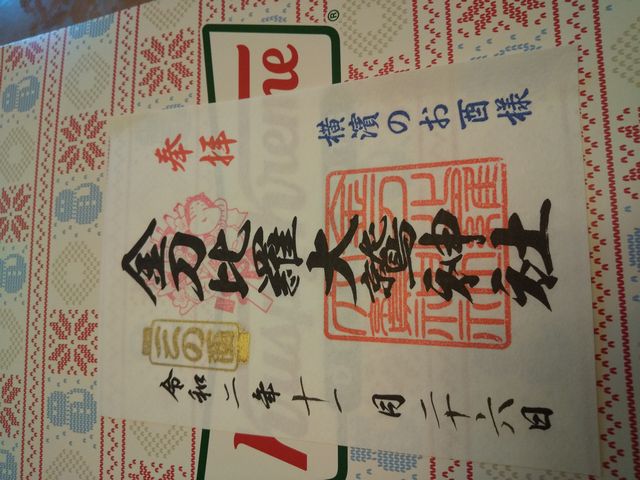 奉拝
横濱のお酉様
金刀比羅大鷲神社
三の酉
令和二年十一月二十六日